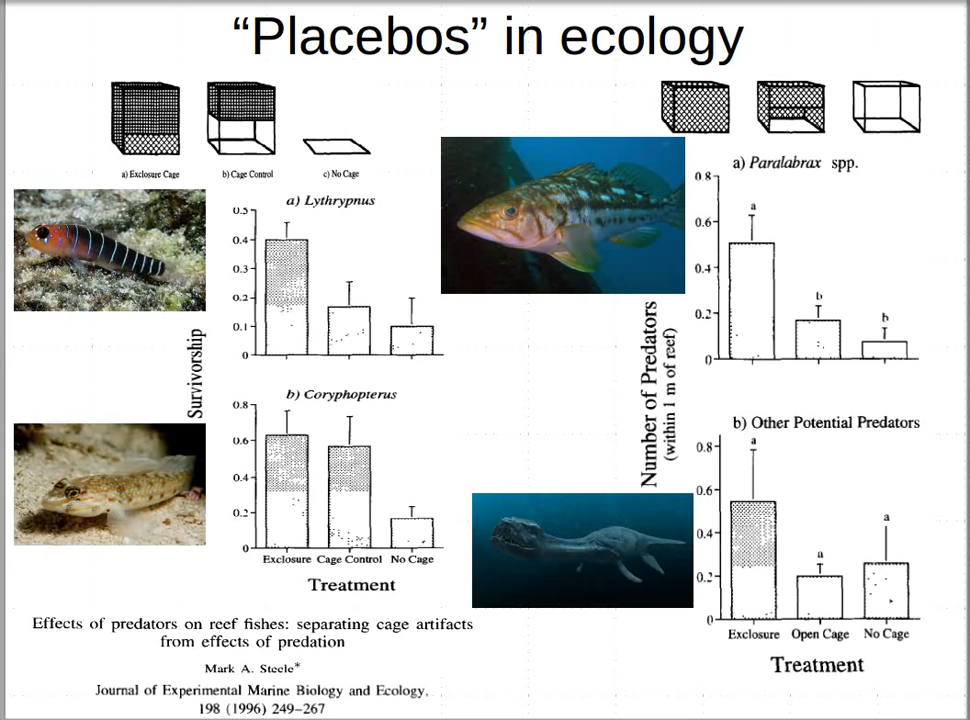 “Placebos” in ecology
a) Exclosure Cage
b) Cage Control
c) No Cage
a) Lythrypnus
0.5
0.4
0.3
0.2
0.1
0
Survivorship
b) Coryphopterus
0.8
0.6
0.4
0.2
0
Exclosure Cage Control No Cage
Treatment
Effects of predators on reef fishes: separating cage artifacts
from effects of predation
Mark A. Steele*
Journal of Experimental Marine Biology and Ecology,
198 (1996) 249–267
a) Paralabrax spp.
0.8
0.6
0.4
0.2
0
a
b
b
Number of Predators
(within 1 m of reef)
b) Other Potential Predators
0.8
0.6
0.4
0.2
0
a
a
a
Exclosure Open Cage No Cage
Treatment